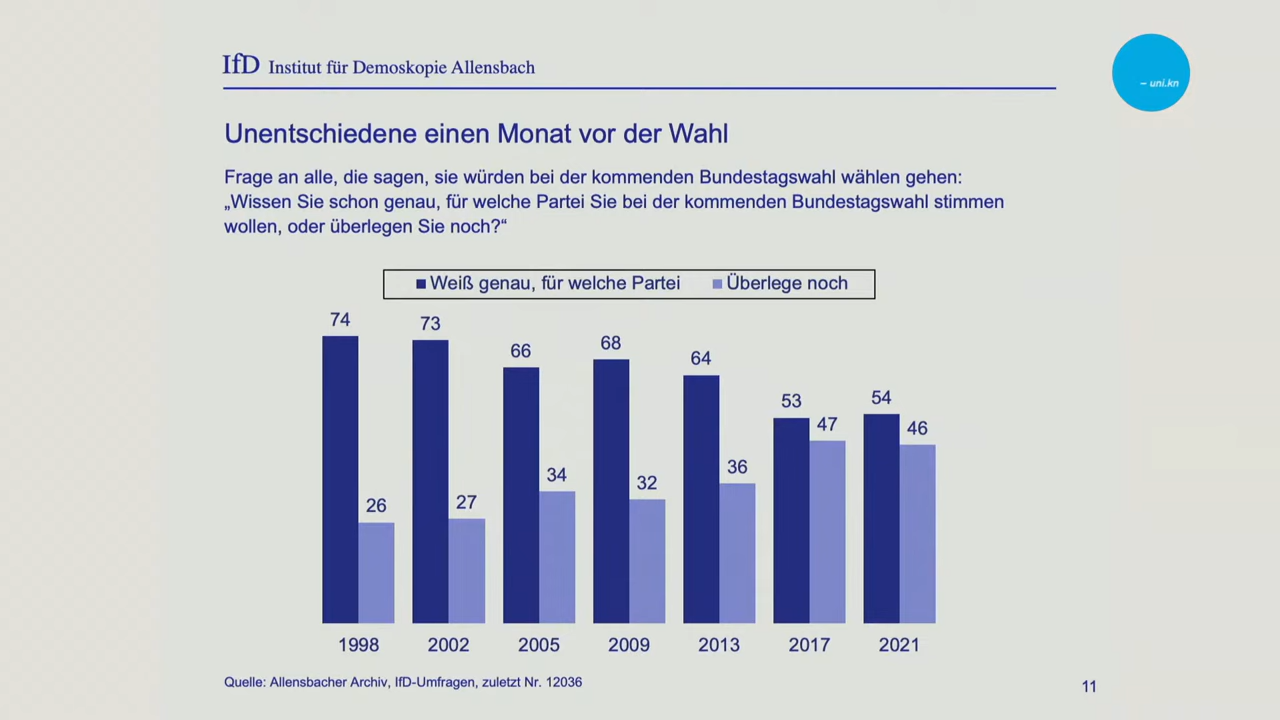 IfD Institut für Demoskopie Allensbach
– uni.kn
Unentschiedene einen Monat vor der Wahl
Frage an alle, die sagen, sie würden bei der kommenden Bundestagswahl wählen gehen:
„Wissen Sie schon genau, für welche Partei Sie bei der kommenden Bundestagswahl stimmen
wollen, oder überlegen Sie noch?“
Weiß genau, für welche Partei Überlege noch
74 26
73 27
66 34
68 32
64 36
53 47
54 46
1998 2002 2005 2009 2013 2017 2021
Quelle: Allensbacher Archiv, IfD-Umfragen, zuletzt Nr. 12036
11